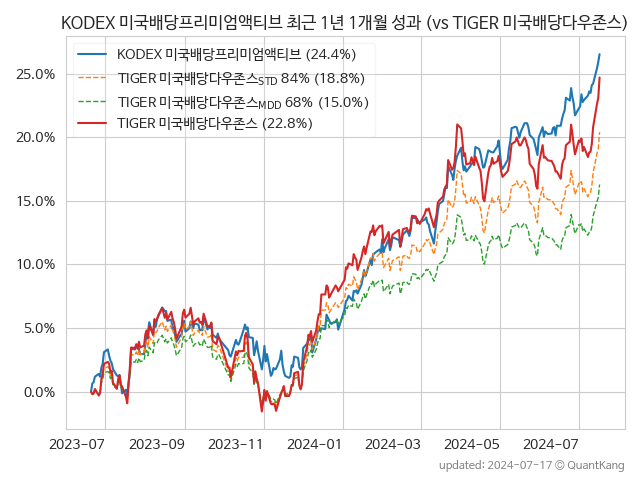 KODEX 미국배당프리미엄액티브 최근 1년 1개월 성과 (vs TIGER 미국배당다우존스)
KODEX 미국배당프리미엄액티브 (24.4%)
TIGER 미국배당다우존스STD 84% (18.8%)
TIGER 미국배당다우존스MDD 68% (15.0%)
TIGER 미국배당다우존스 (22.8%)
25.0%
20.0%
15.0%
10.0%
5.0%
0.0%
2023-07 2023-09 2023-11 2024-01 2024-03 2024-05 2024-07
updated: 2024-07-17 © QuantKang